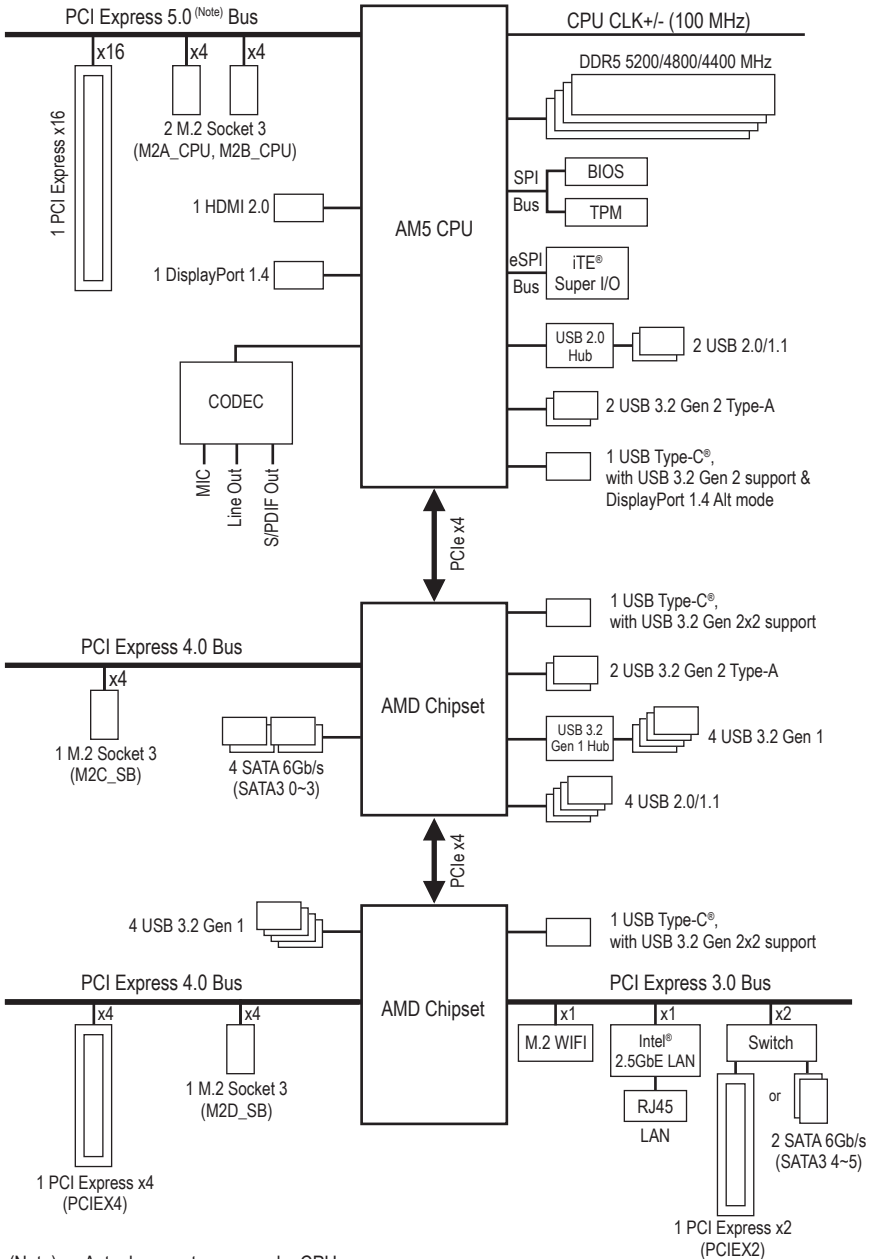 PCI Express 5.0 (Note) Bus
x16
x4
x4
1 PCI Express x16
2 M.2 Socket 3
(M2A_CPU, M2B_CPU)
CPU CLK+/- (100 MHz)
DDR5 5200/4800/4400 MHz
1 HDMI 2.0
1 DisplayPort 1.4
AM5 CPU
SPI
Bus
BIOS
TPM
eSPI
Bus
iTE®
Super I/O
USB 2.0
Hub
2 USB 2.0/1.1
2 USB 3.2 Gen 2 Type-A
1 USB Type-C®,
with USB 3.2 Gen 2 support &
DisplayPort 1.4 Alt mode
CODEC
MIC
Line Out
S/PDIF Out
PCIe x4
PCI Express 4.0 Bus
x4
1 M.2 Socket 3
(M2C_SB)
4 SATA 6Gb/s
(SATA3 0~3)
AMD Chipset
1 USB Type-C®,
with USB 3.2 Gen 2x2 support
2 USB 3.2 Gen 2 Type-A
USB 3.2
Gen 1 Hub
4 USB 3.2 Gen 1
4 USB 2.0/1.1
PCIe x4
4 USB 3.2 Gen 1
1 USB Type-C®,
with USB 3.2 Gen 2x2 support
PCI Express 4.0 Bus
x4
x4
1 PCI Express x4
(PCIEX4)
1 M.2 Socket 3
(M2D_SB)
AMD Chipset
PCI Express 3.0 Bus
x1
x1
x2
M.2 WIFI
Intel®
2.5GbE LAN
RJ45
LAN
Switch
or
2 SATA 6Gb/s
(SATA3 4~5)
1 PCI Express x2
(PCIEX2)